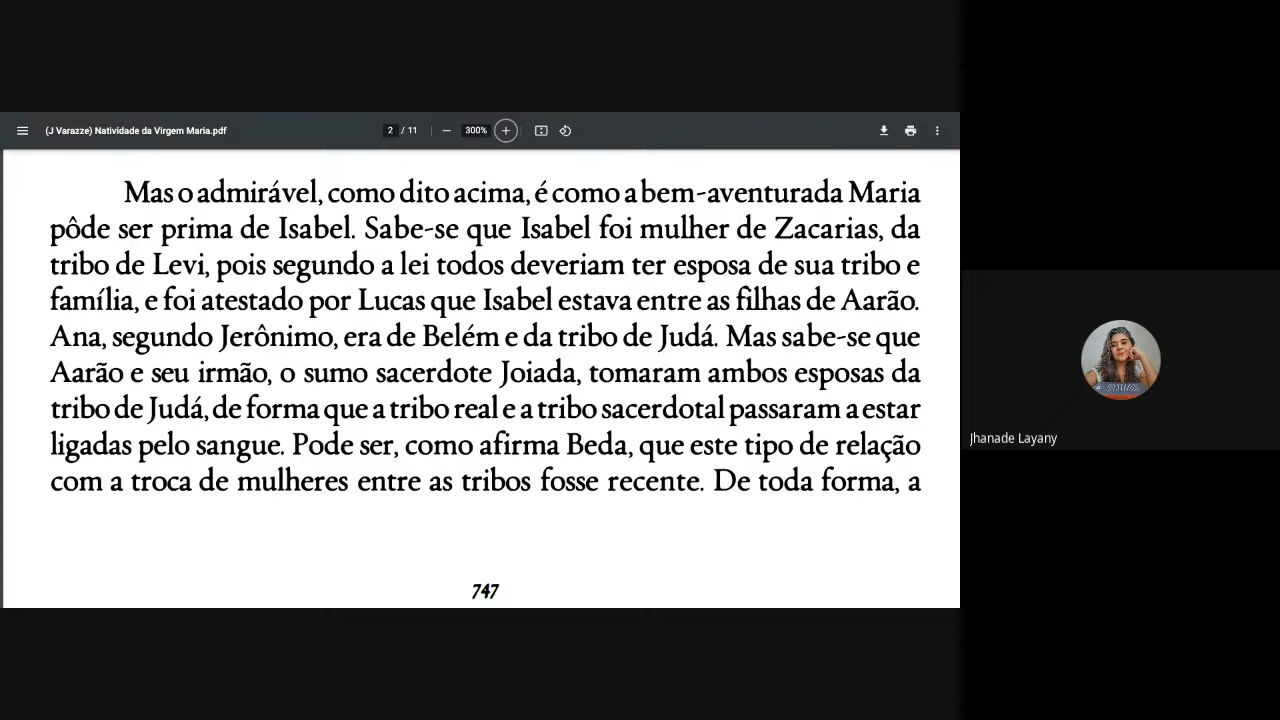 (J Varazze) Natividade da Virgem Maria.pdf
2 / 11
300%
Mas o admirável, como dito acima, é como a bem-aventurada Maria
pôde ser prima de Isabel. Sabe-se que Isabel foi mulher de Zacarias, da
tribo de Levi, pois segundo a lei todos deveriam ter esposa de sua tribo e
família, e foi atestado por Lucas que Isabel estava entre as filhas de Aarão.
Ana, segundo Jerônimo, era de Belém e da tribo de Judá. Mas sabe-se que
Aarão e seu irmão, o sumo sacerdote Joiada, tomaram ambos esposas da
tribo de Judá, de forma que a tribo real e a tribo sacerdotal passaram a estar
ligadas pelo sangue. Pode ser, como afirma Beda, que este tipo de relação
com a troca de mulheres entre as tribos fosse recente. De toda forma, a
747
Jhanade Layany